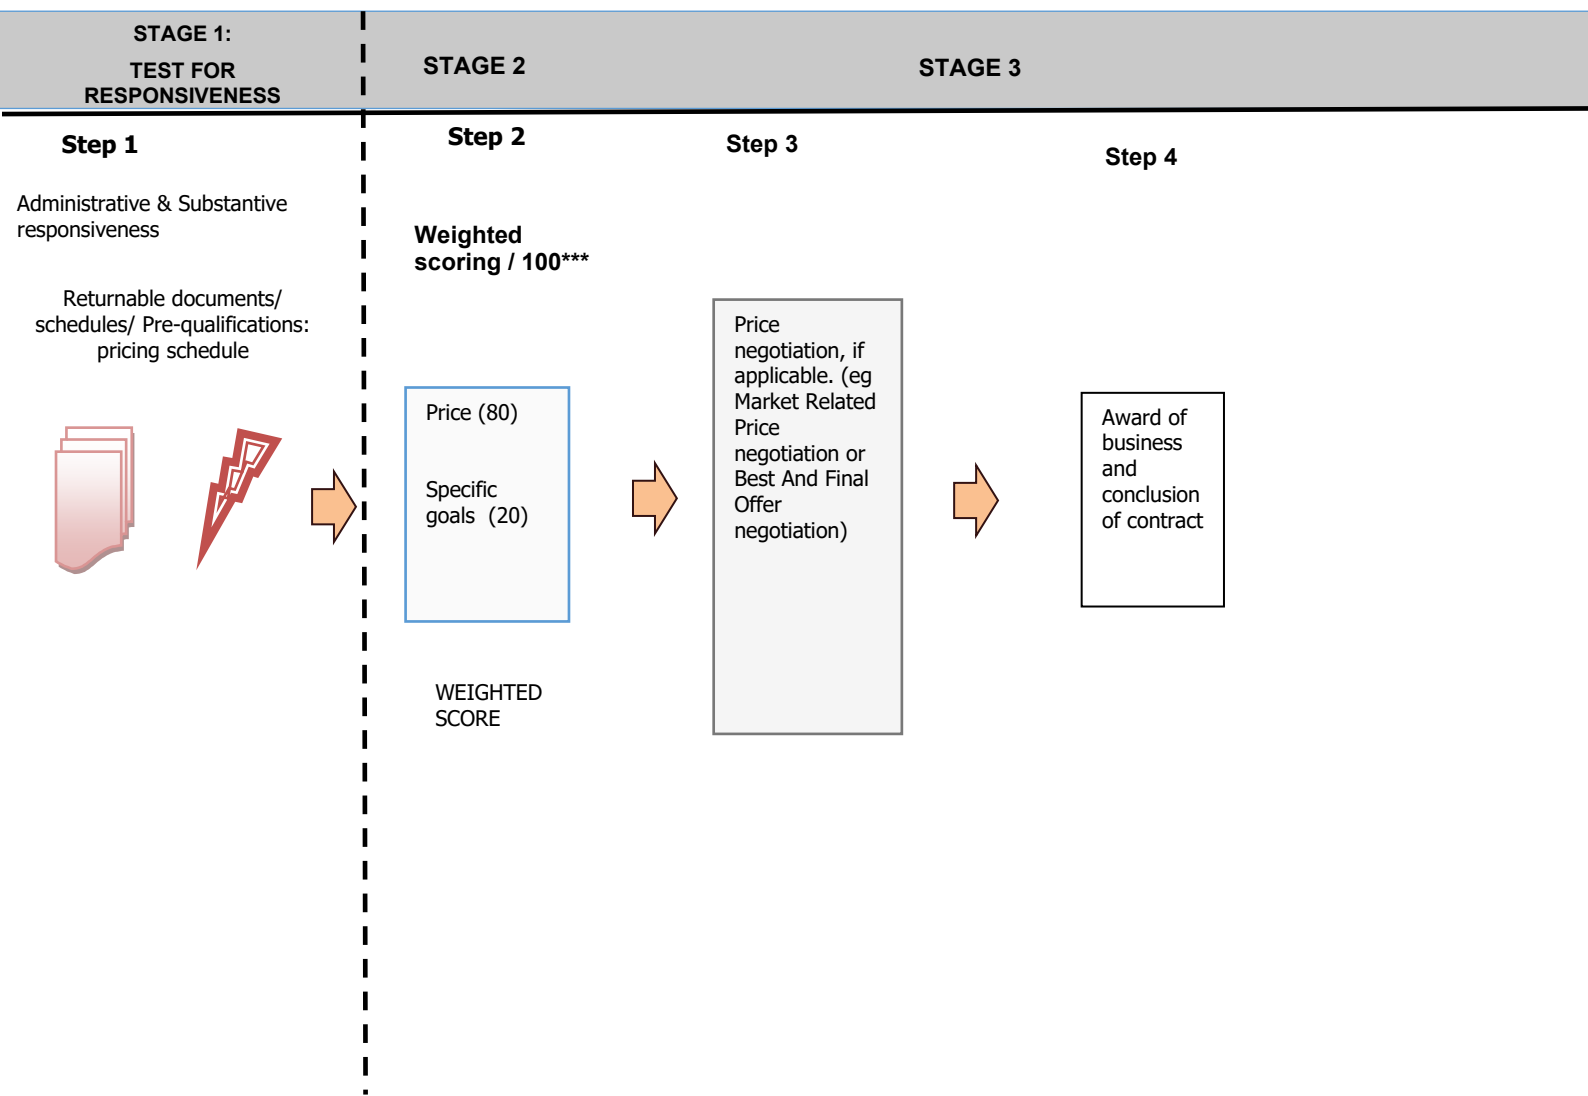 STAGE 1:
TEST FOR
RESPONSIVENESS
STAGE 2
STAGE 3
Step 1
Administrative & Substantive
responsiveness
Returnable documents/
schedules/ Pre-qualifications:
pricing schedule
Step 2
Weighted
scoring / 100***
Price (80)
Specific
goals (20)
WEIGHTED
SCORE
Step 3
Price
negotiation, if
applicable. (eg
Market Related
Price
negotiation or
Best And Final
Offer
negotiation)
Step 4
Award of
business
and
conclusion
of contract